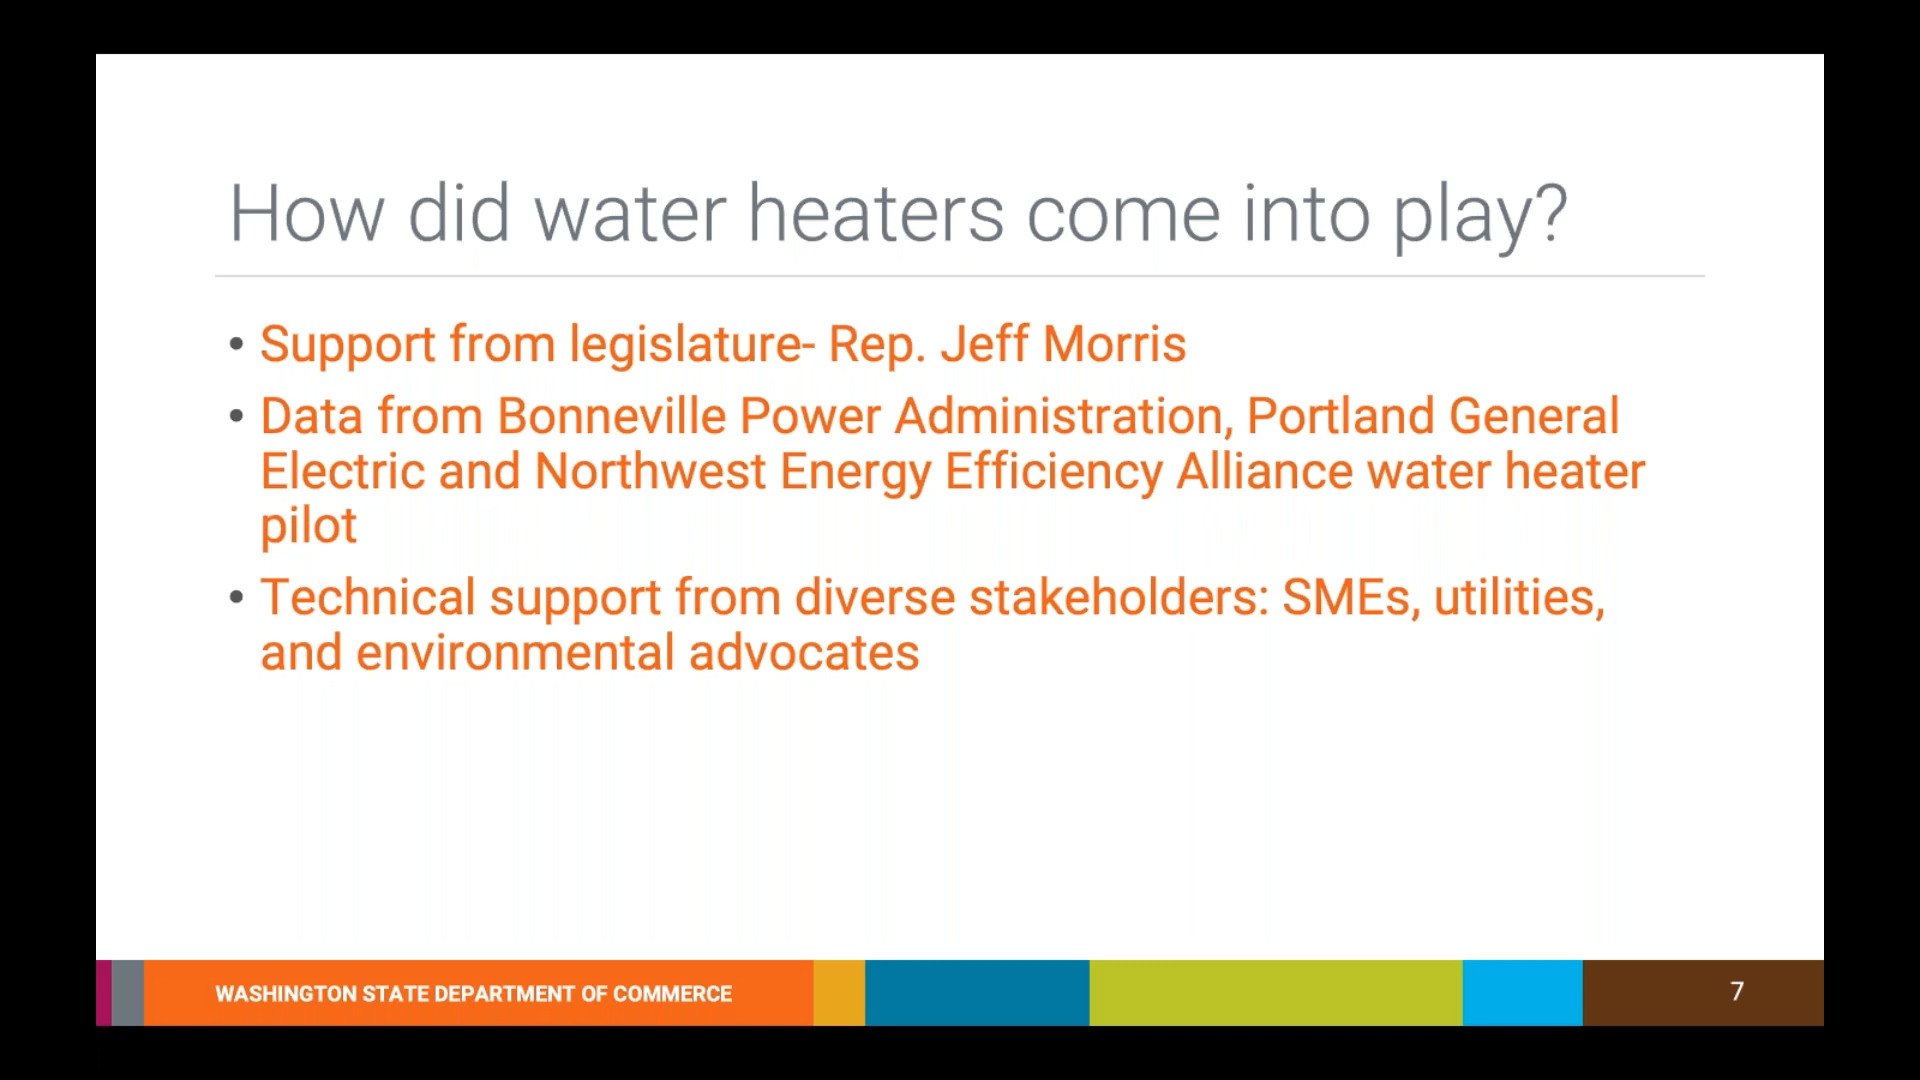 How did water heaters come into play?
• Support from legislature- Rep. Jeff Morris
• Data from Bonneville Power Administration, Portland General
Electric and Northwest Energy Efficiency Alliance water heater
pilot
• Technical support from diverse stakeholders: SMEs, utilities,
and environmental advocates
WASHINGTON STATE DEPARTMENT OF COMMERCE
7